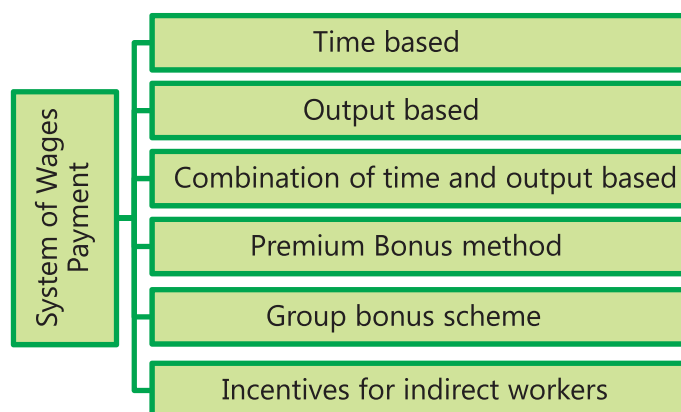 System of Wages
Payment
Time based
Output based
Combination of time and output based
Premium Bonus method
Group bonus scheme
Incentives for indirect workers